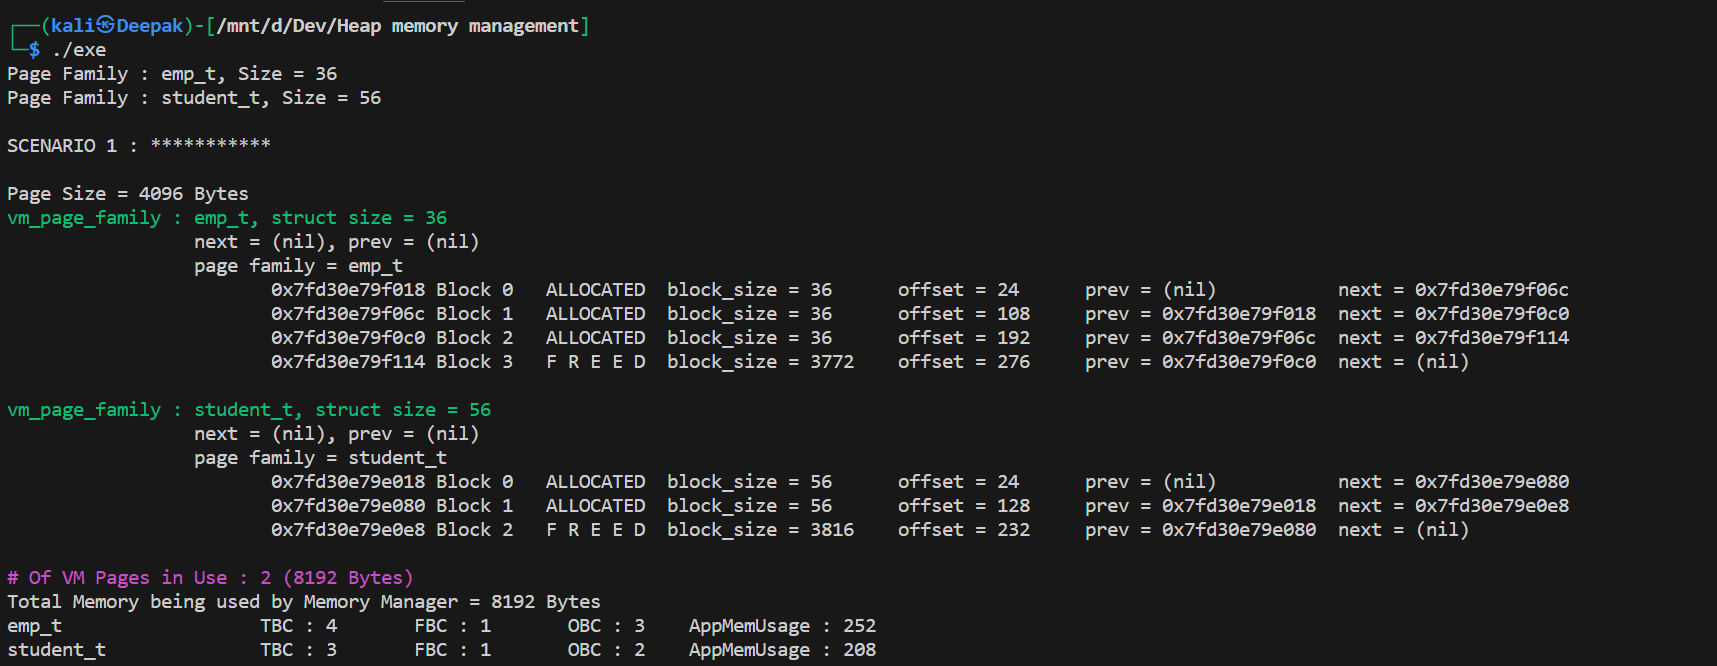 ┌──(kali㉿Deepak)-[/mnt/d/Dev/Heap memory management]
└─$ ./exe
Page Family : emp_t, Size = 36
Page Family : student_t, Size = 56
SCENARIO 1 : ***********
Page Size = 4096 Bytes
vm_page_family : emp_t, struct size = 36
next = (nil), prev = (nil)
page family = emp_t
0x7fd30e79f018 Block 0   ALLOCATED  block_size = 36      offset = 24      prev = (nil)           next = 0x7fd30e79f06c
0x7fd30e79f06c Block 1   ALLOCATED  block_size = 36      offset = 108     prev = 0x7fd30e79f018  next = 0x7fd30e79f0c0
0x7fd30e79f0c0 Block 2   ALLOCATED  block_size = 36      offset = 192     prev = 0x7fd30e79f06c  next = 0x7fd30e79f114
0x7fd30e79f114 Block 3   F R E E D  block_size = 3772    offset = 276     prev = 0x7fd30e79f0c0  next = (nil)
vm_page_family : student_t, struct size = 56
next = (nil), prev = (nil)
page family = student_t
0x7fd30e79e018 Block 0   ALLOCATED  block_size = 56      offset = 24      prev = (nil)           next = 0x7fd30e79e080
0x7fd30e79e080 Block 1   ALLOCATED  block_size = 56      offset = 128     prev = 0x7fd30e79e018  next = 0x7fd30e79e0e8
0x7fd30e79e0e8 Block 2   F R E E D  block_size = 3816    offset = 232     prev = 0x7fd30e79e080  next = (nil)
# Of VM Pages in Use : 2 (8192 Bytes)
Total Memory being used by Memory Manager = 8192 Bytes
emp_t                  TBC : 4       FBC : 1       OBC : 3    AppMemUsage : 252
student_t              TBC : 3       FBC : 1       OBC : 2    AppMemUsage : 208